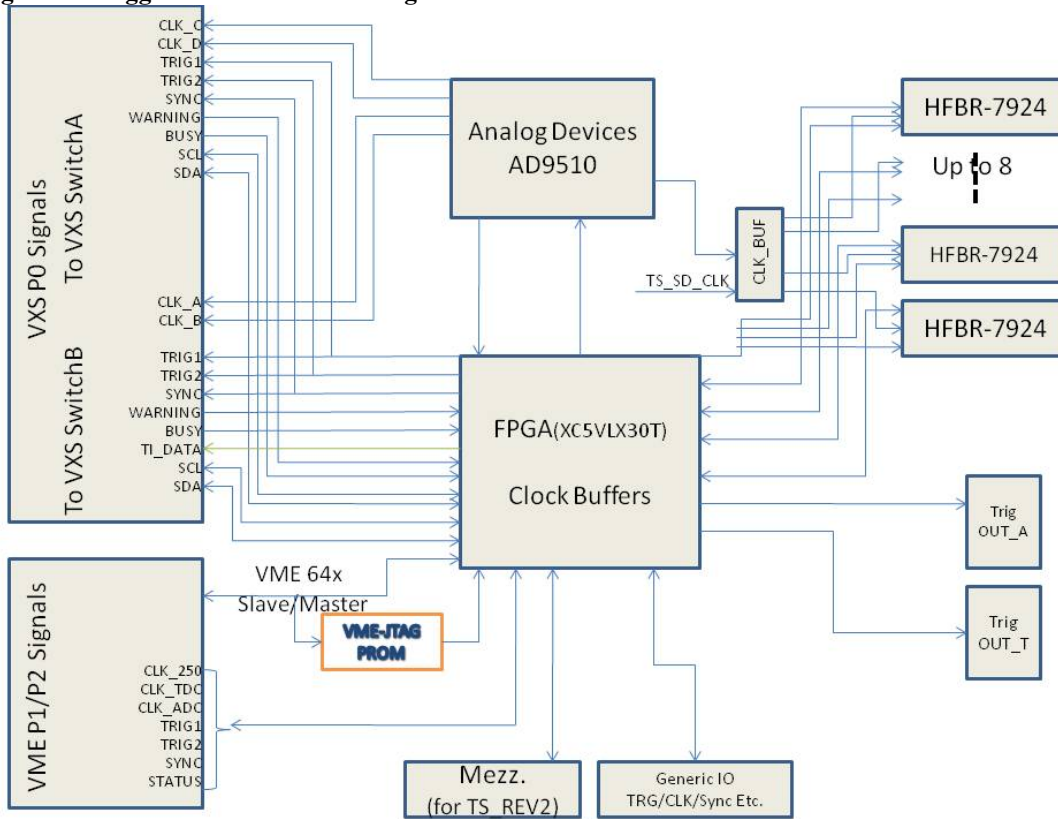 CLK_C
CLK_D
TRIG1
TRIG2
SYNC
WARNING
BUSY
SCL
SDA
VXS P0 Signals
To VXS SwitchA
CLK_A
CLK_B
To VXS SwitchB
TRIG1
TRIG2
SYNC
WARNING
BUSY
TI_DATA
SCL
SDA
Analog Devices
AD9510
CLK_BUF
TS_SD_CLK
HFBR-7924
Up to 8
HFBR-7924
HFBR-7924
FPGA(XC5VLX30T)
Clock Buffers
Trig
OUT_A
Trig
OUT_T
VME 64x
Slave/Master
VME-JTAG
PROM
VME P1/P2 Signals
CLK_250
CLK_TDC
CLK_ADC
TRIG1
TRIG2
SYNC
STATUS
Mezz.
(for TS_REV2)
Generic IO
TRG/CLK/Sync Etc.